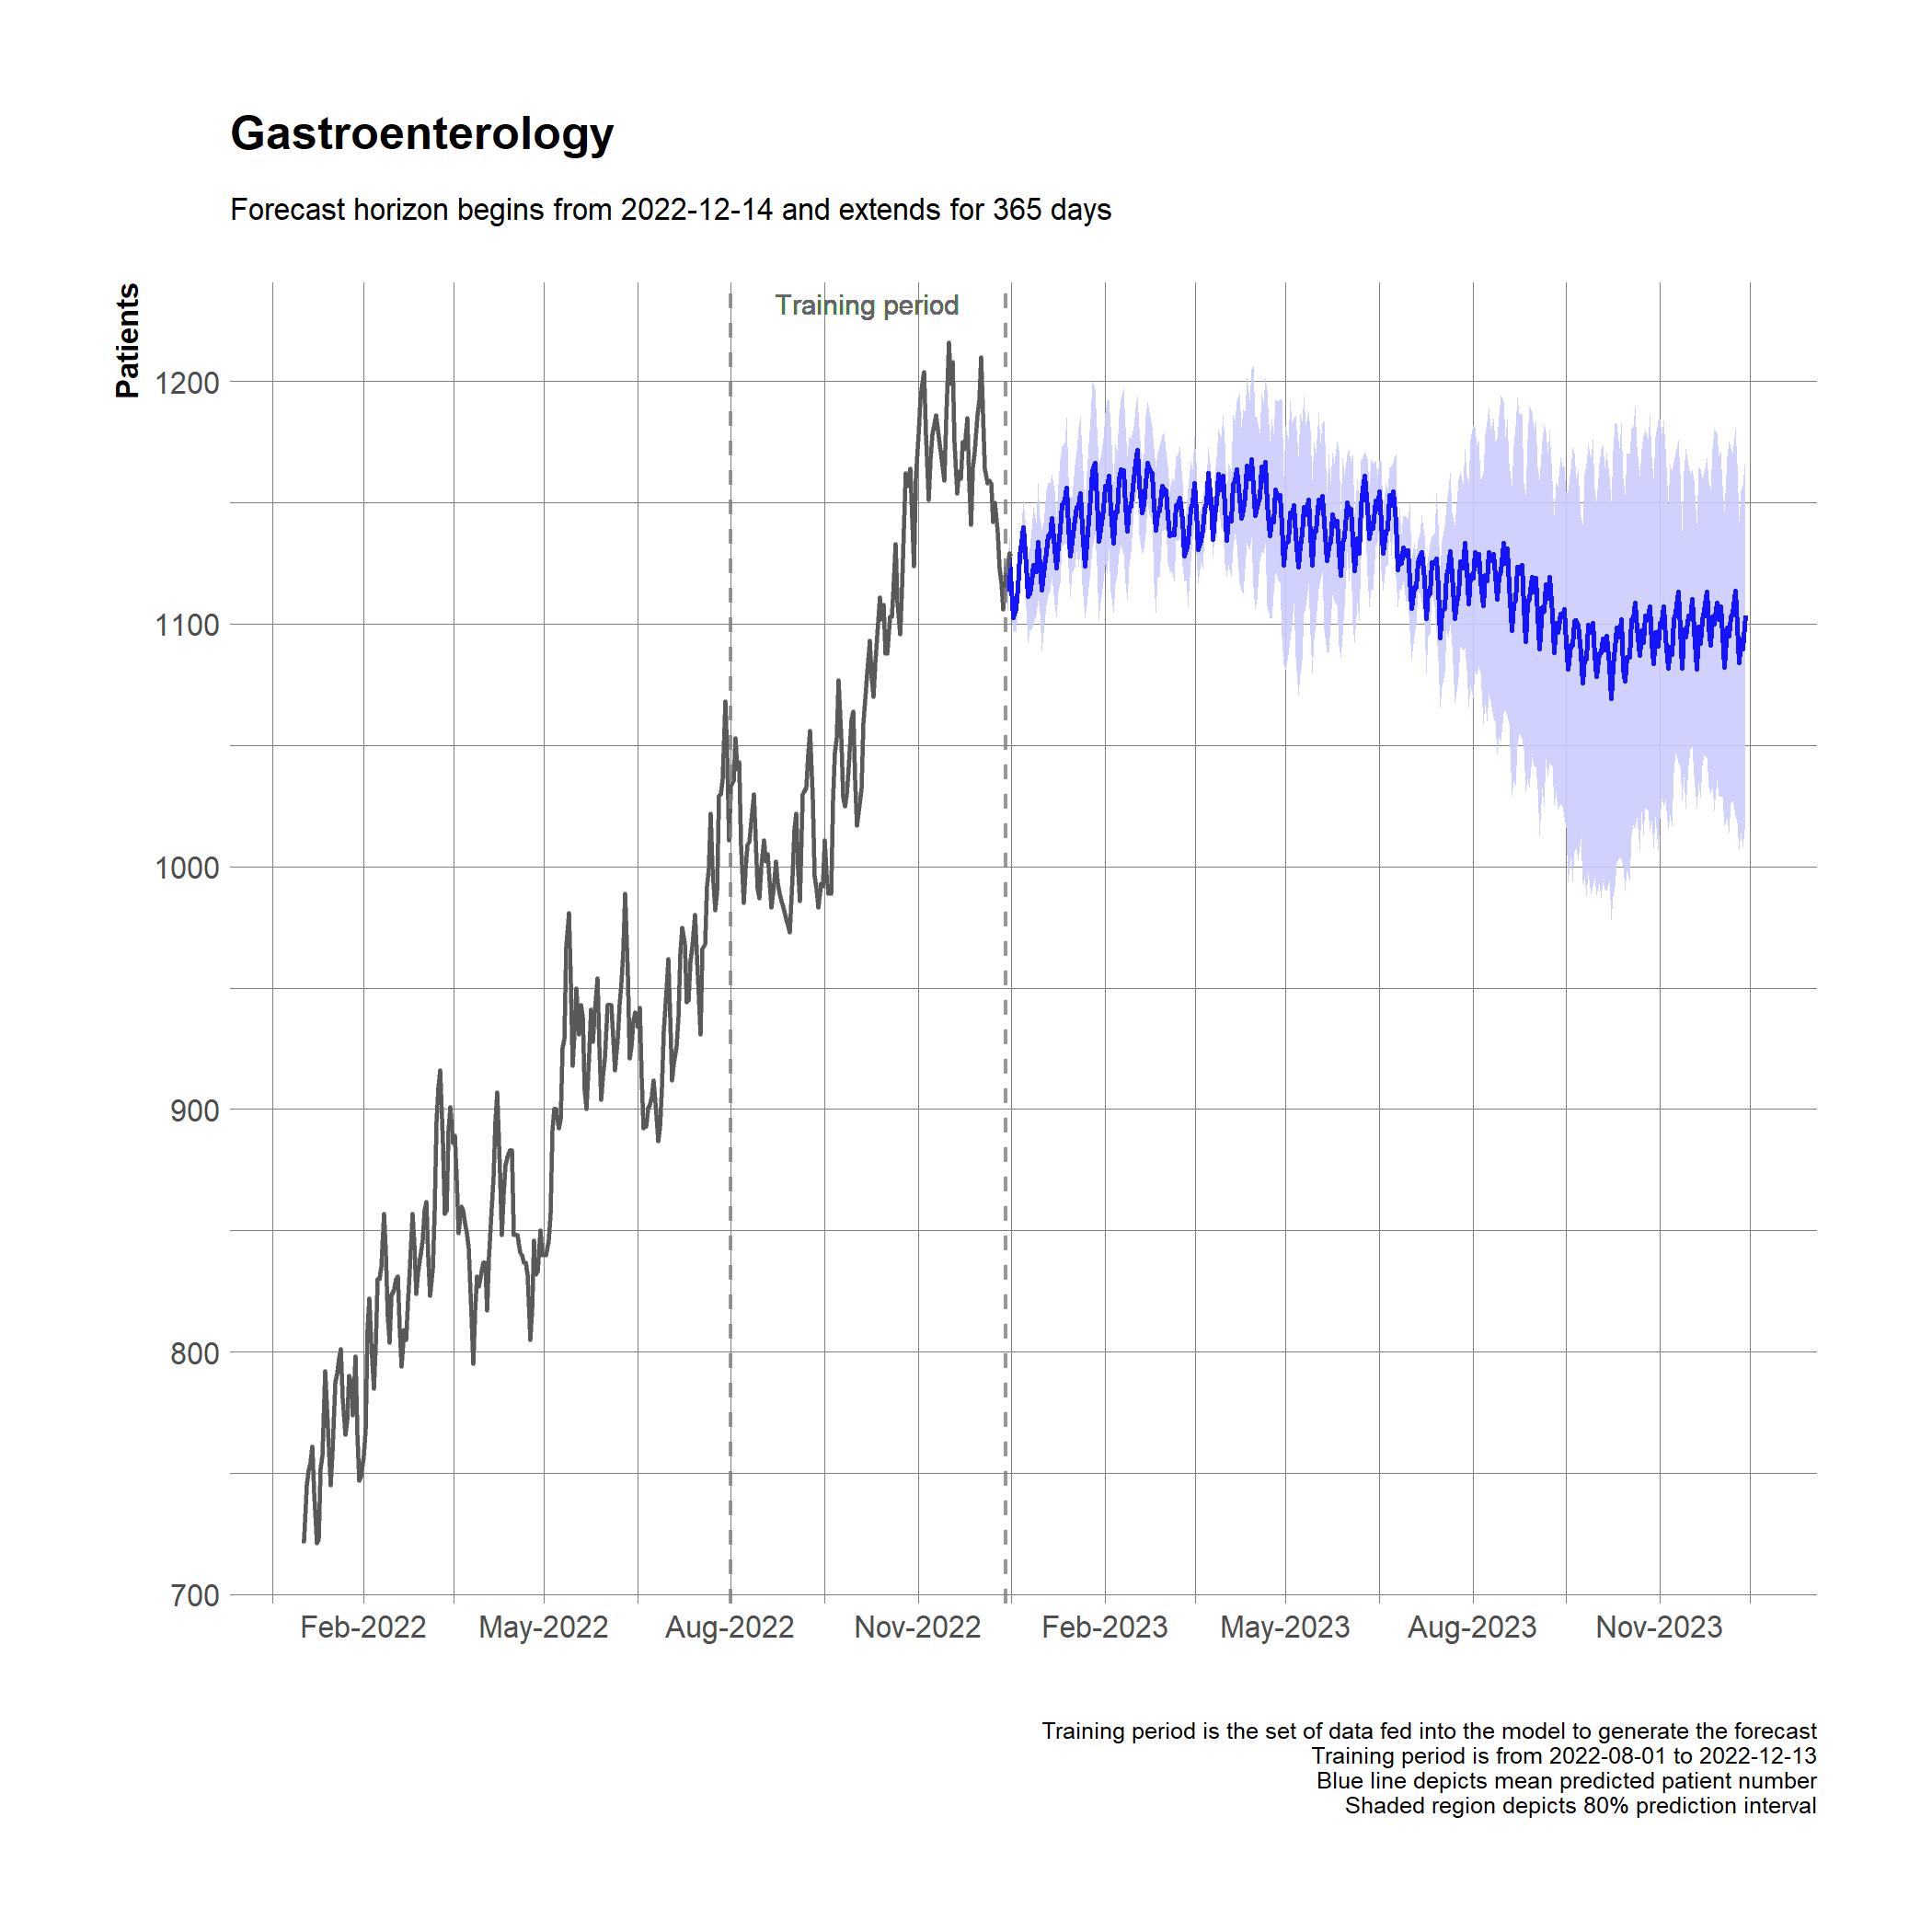 Gastroenterology
Forecast horizon begins from 2022-12-14 and extends for 365 days
Patients
Training period
1200
1100
1000
900
800
700
Feb-2022 May-2022 Aug-2022 Nov-2022 Feb-2023 May-2023 Aug-2023 Nov-2023
Training period is the set of data fed into the model to generate the forecast
Training period is from 2022-08-01 to 2022-12-13
Blue line depicts mean predicted patient number
Shaded region depicts 80% prediction interval